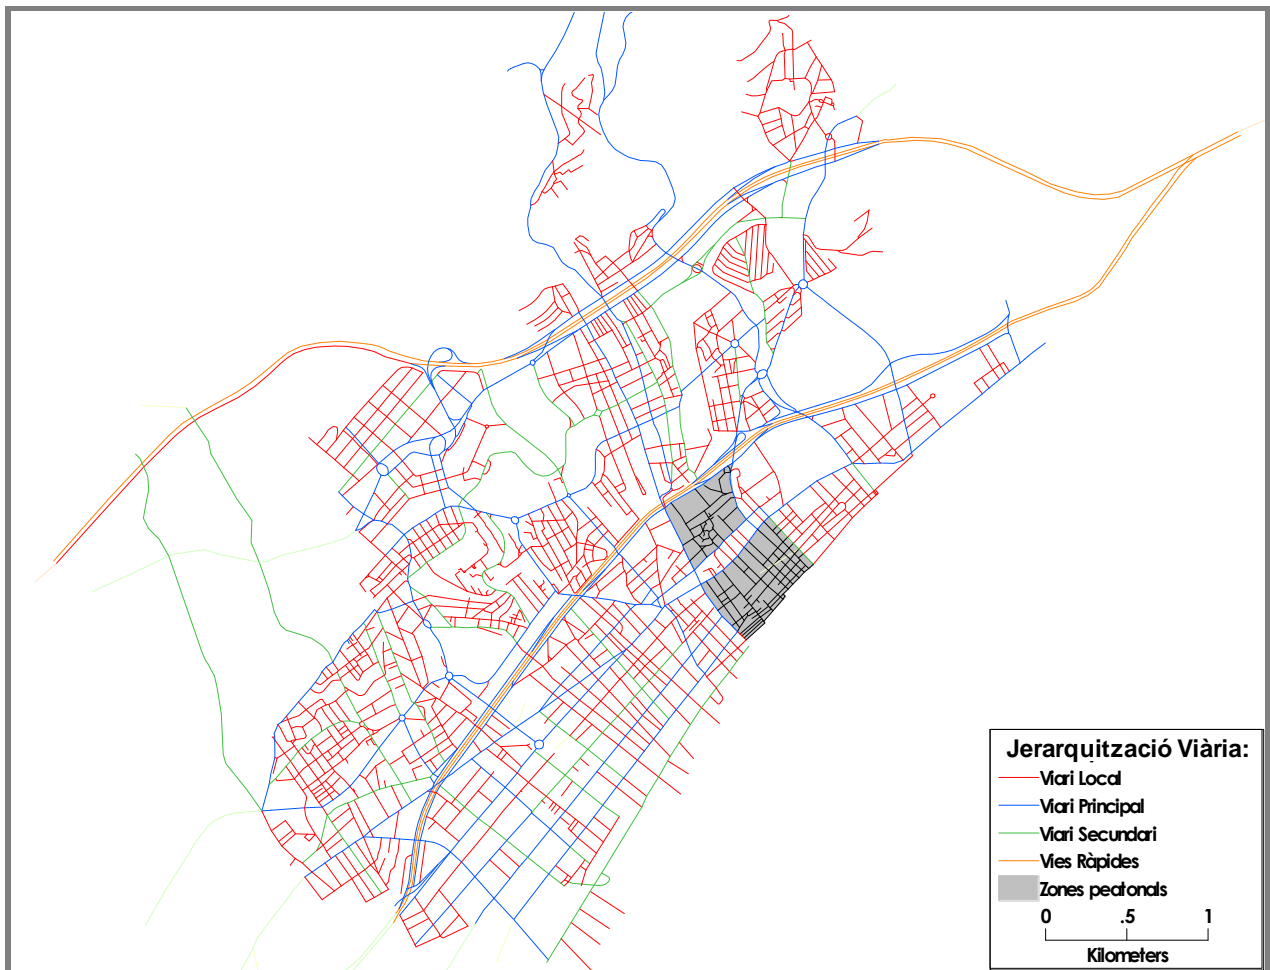 Jerarquització Viària:
Viari Local
Viari Principal
Viari Secundari
Vies Ràpides
Zones peatonals
0 .5 1
Kilometers